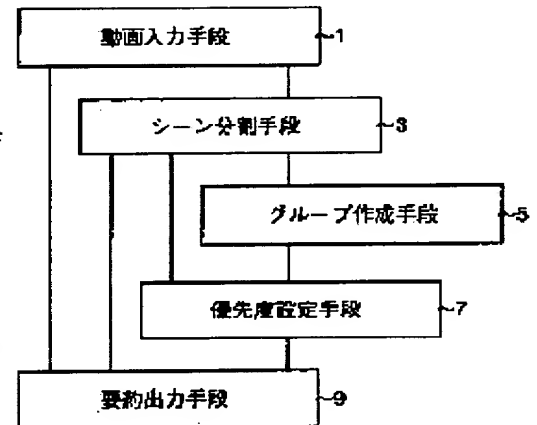 動画入力手段 ~1
シーン分割手段 ~3
グループ作成手段 ~5
優先度設定手段 ~7
要約出力手段 ~9